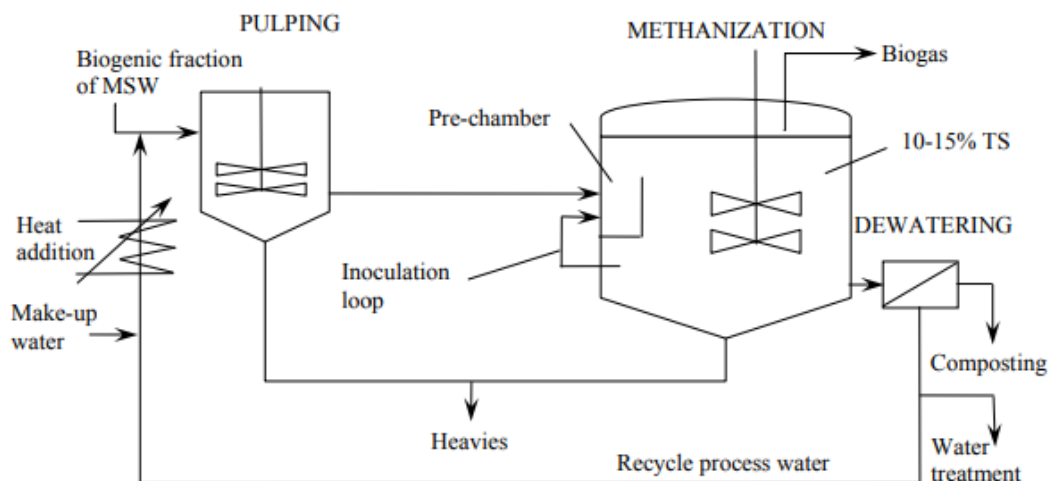 PULPING
METHANIZATION
Biogenic fraction
of MSW
Biogas
Pre-chamber
10-15% TS
Heat
addition
DEWATERING
Inoculation
loop
Make-up
water
Composting
Heavies
Recycle process water
Water
treatment